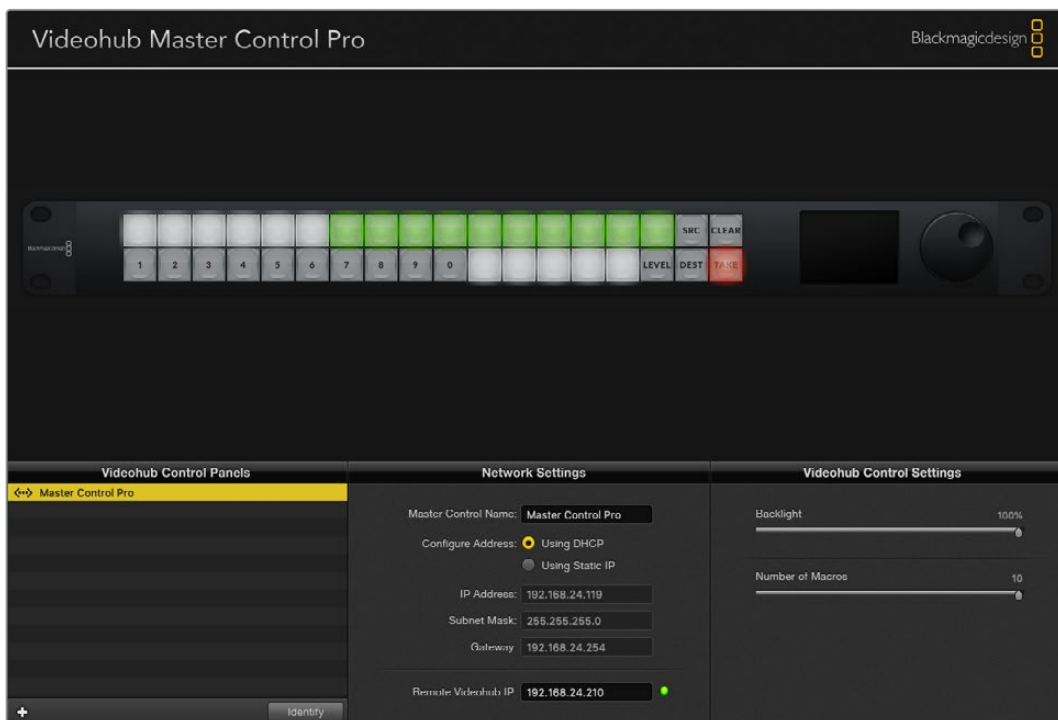 Videohub Master Control Pro
Blackmagicdesign
Blackmagicdesign
SRC CLEAR
1 2 3 4 5 6 7 8 9 0 LEVEL DEST TAKE
Videohub Control Panels
Master Control Pro
Identify
Network Settings
Master Control Name: Master Control Pro
Configure Address: Using DHCP
Using Static IP
IP Address: 192.168.24.119
Subnet Mask: 255.255.255.0
Gateway 192.168.24.254
Remote Videohub IP 192.168.24.210
Videohub Control Settings
Backlight 100%
Number of Macros 10